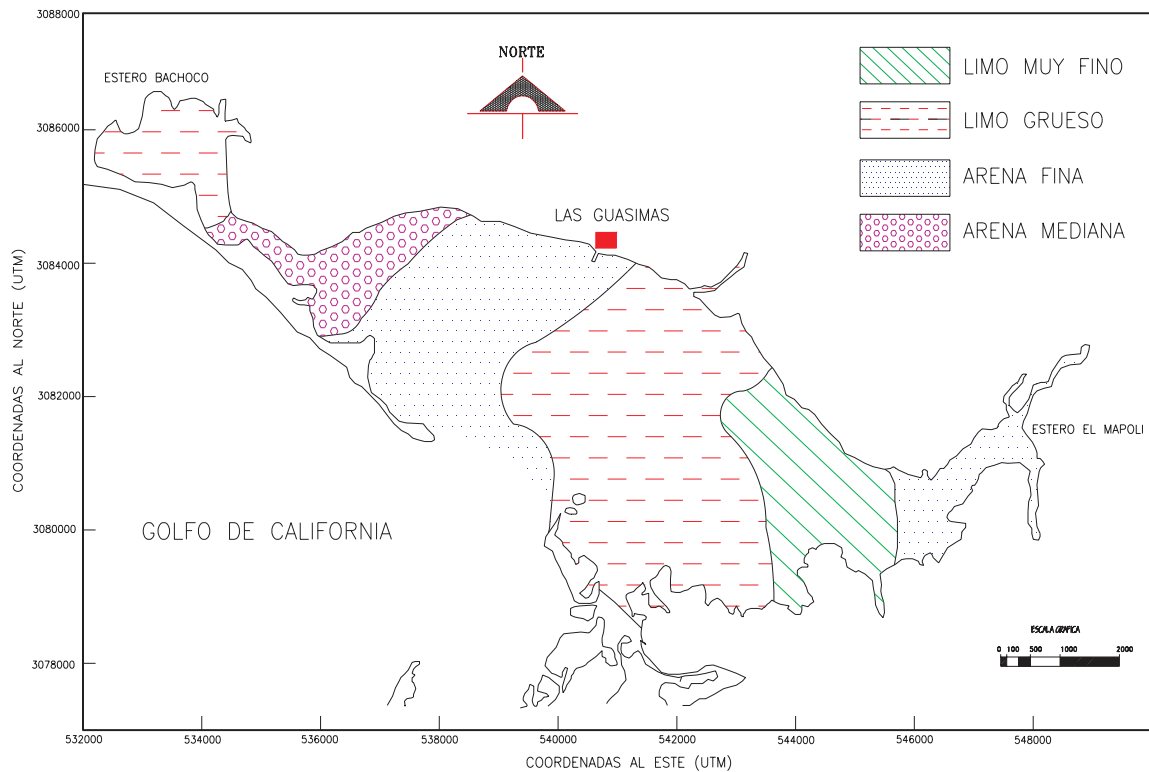 3088000
3086000
3084000
3082000
3080000
3078000
COORDENADAS AL NORTE (UTM)
ESTERO BACHOCO
NORTE
LAS GUASIMAS
LIMO MUY FINO
LIMO GRUESO
ARENA FINA
ARENA MEDIANA
ESTERO EL MAPOLI
GOLFO DE CALIFORNIA
ESCALA GRAFICA
0 100 500 1000 2000
532000 534000 536000 538000 540000 542000 544000 546000 548000
COORDENADAS AL ESTE (UTM)